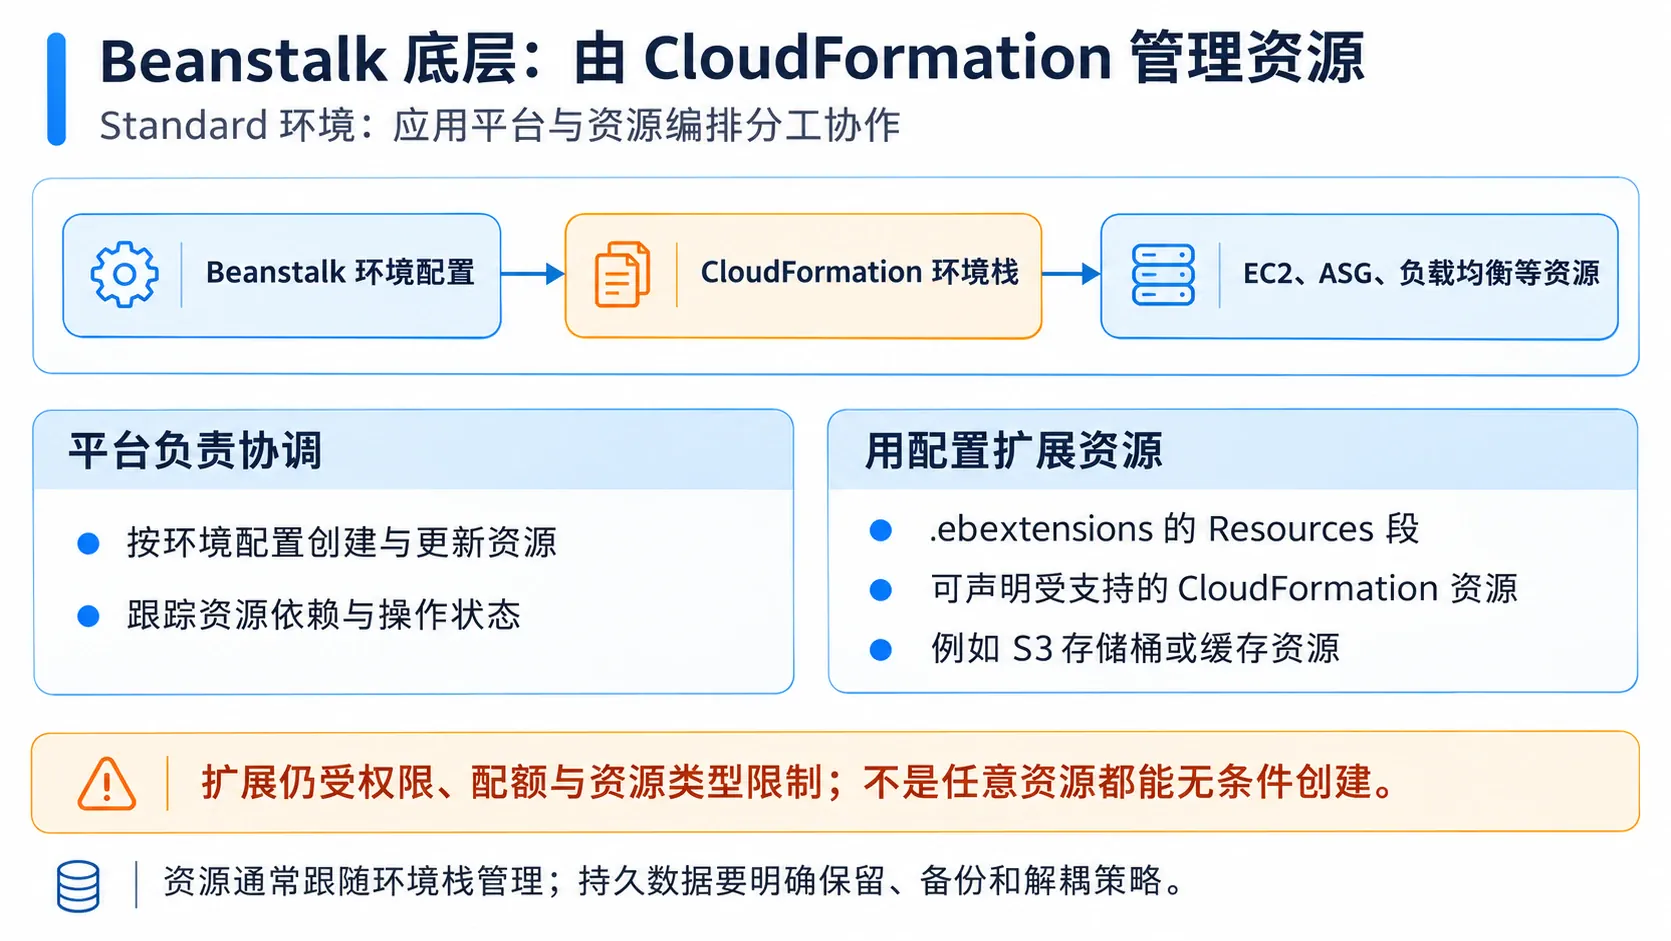 Beanstalk 底层：由 CloudFormation 管理资源
Standard 环境：应用平台与资源编排分工协作
Beanstalk 环境配置
CloudFormation 环境栈
EC2、ASG、负载均衡等资源
平台负责协调
按环境配置创建与更新资源
跟踪资源依赖与操作状态
用配置扩展资源
.ebextensions 的 Resources 段
可声明受支持的 CloudFormation 资源
例如 S3 存储桶或缓存资源
扩展仍受权限、配额与资源类型限制；不是任意资源都能无条件创建。
资源通常跟随环境栈管理；持久数据要明确保留、备份和解耦策略。